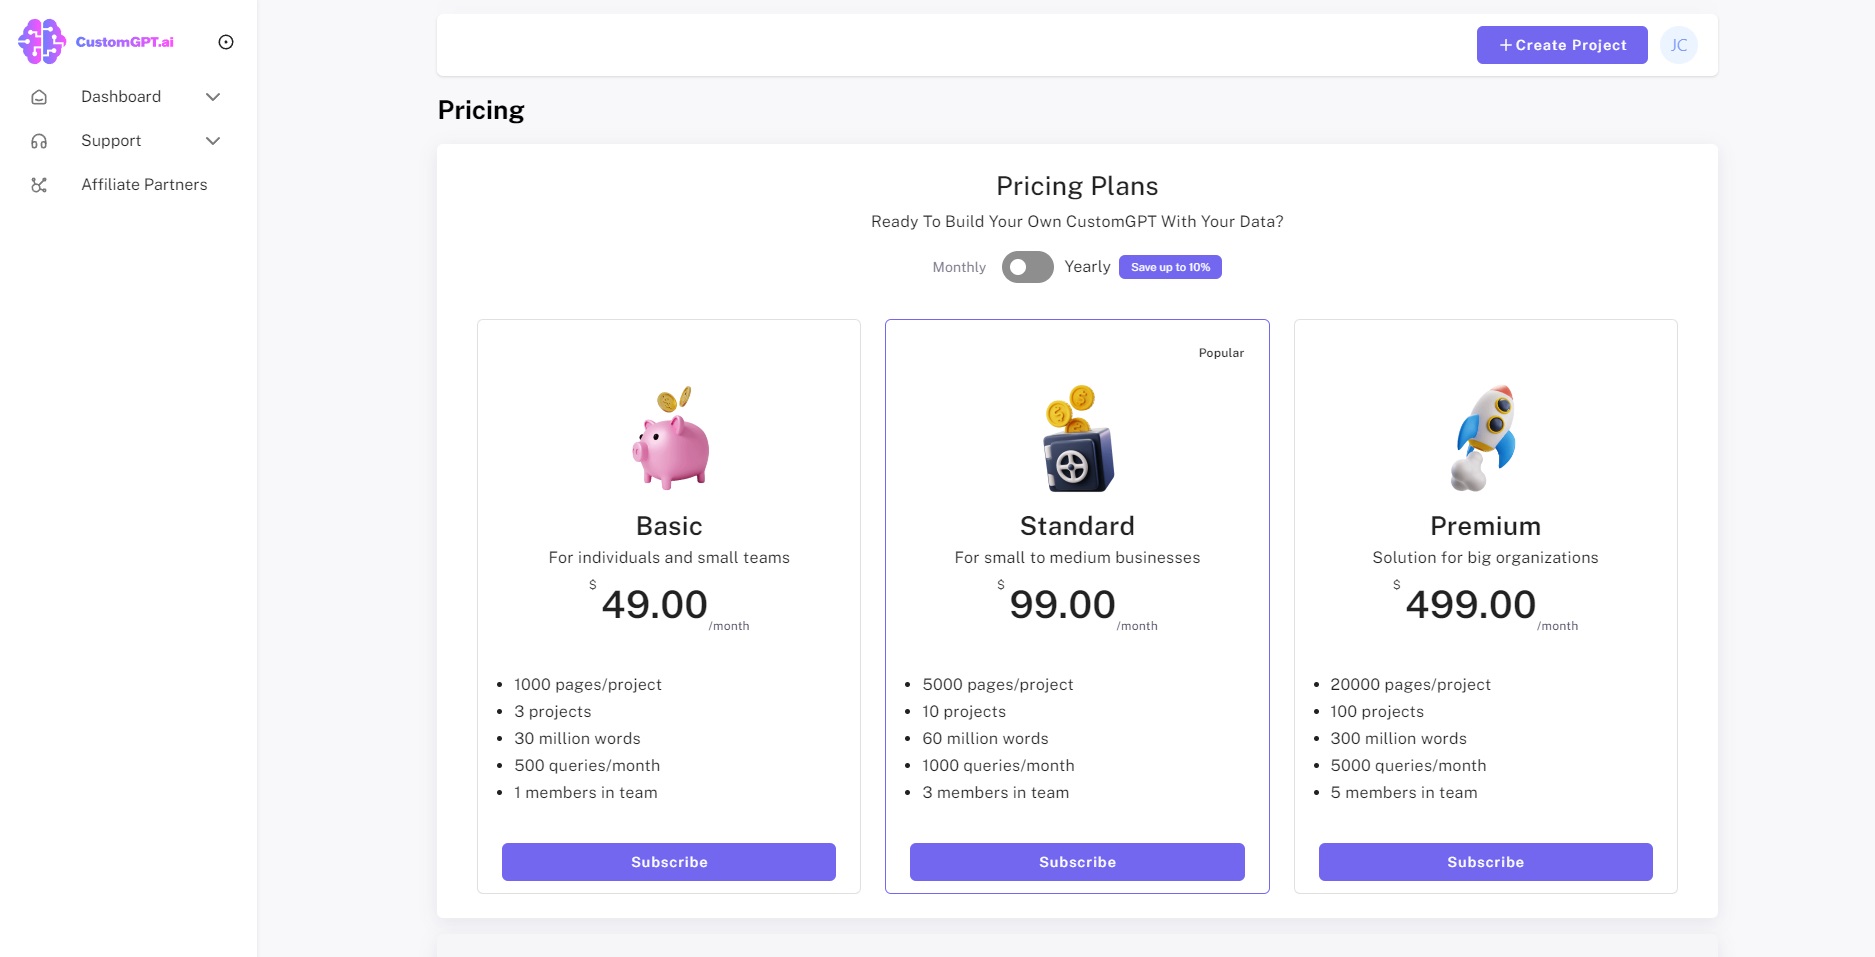 CustomGPT.ai
Dashboard
Support
Affiliate Partners
+Create Project
JC
Pricing
Pricing Plans
Ready To Build Your Own CustomGPT With Your Data?
Monthly
Yearly
Save up to 10%
Basic
For individuals and small teams
$49.00/month
• 1000 pages/project
• 3 projects
• 30 million words
• 500 queries/month
• 1 members in team
Subscribe
Popular
Standard
For small to medium businesses
$99.00/month
• 5000 pages/project
• 10 projects
• 60 million words
• 1000 queries/month
• 3 members in team
Subscribe
Premium
Solution for big organizations
$499.00/month
• 20000 pages/project
• 100 projects
• 300 million words
• 5000 queries/month
• 5 members in team
Subscribe